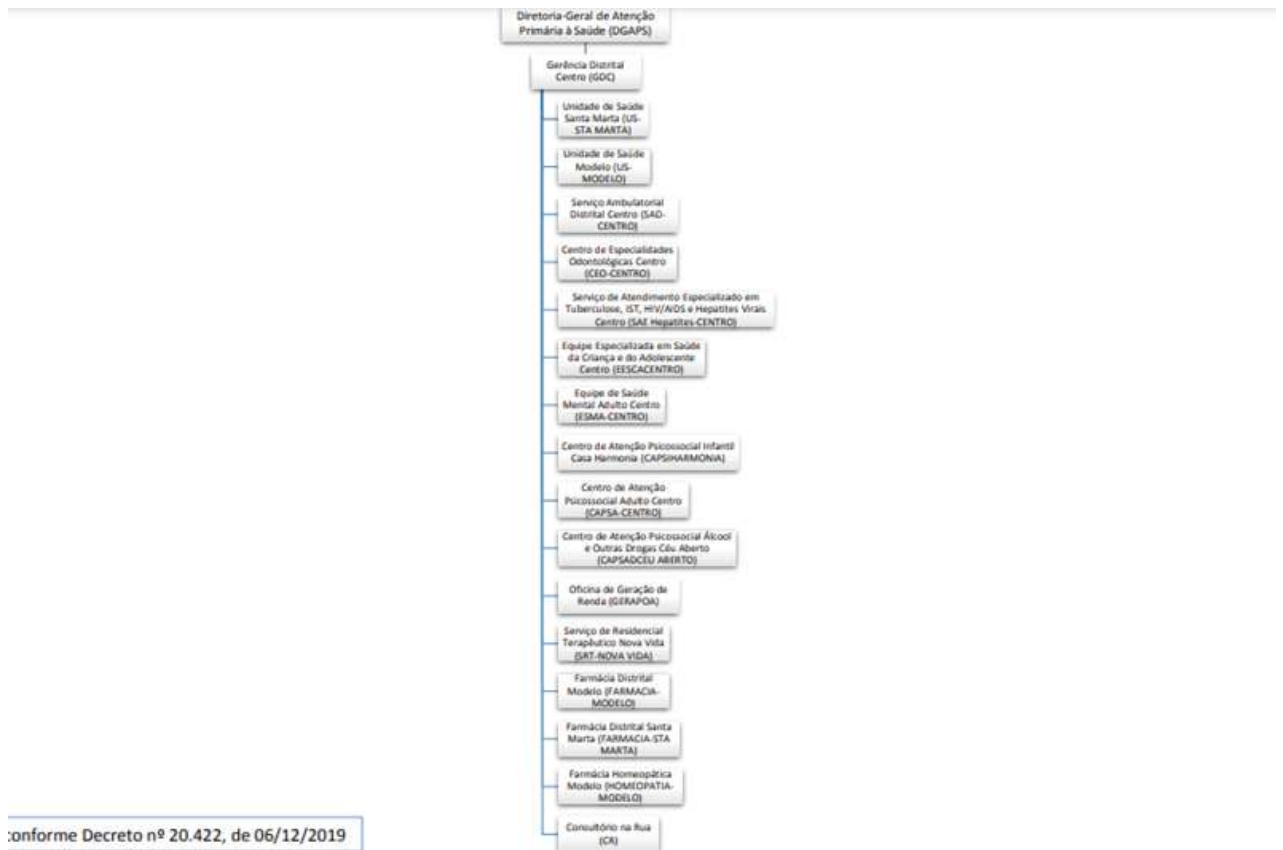 Diretoria-Geral de Atenção
Primária à Saúde (DGAPS)
Gerência Distrital
Centro (GDC)
Unidade de Saúde
Santa Marta (US-
STA MARTA)
Unidade de Saúde
Modelo (US-
MODELO)
Serviço Ambulatorial
Distrital Centro (SAD-
CENTRO)
Centro de Especialidades
Odontológicas Centro
(CEO-CENTRO)
Serviço de Atendimento Especializado em
Tuberculose, IST, HIV/AIDS e Hepatites Virais
Centro (SAE Hepatites-CENTRO)
Equipe Especializada em Saúde
da Criança e do Adolescente
Centro (EESCACENTRO)
Equipe de Saúde
Mental Adulto Centro
(ESMA-CENTRO)
Centro de Atenção Psicossocial Infantil
Casa Harmonia (CAPSIHARMONIA)
Centro de Atenção
Psicossocial Adulto Centro
(CAPSA-CENTRO)
Centro de Atenção Psicossocial Álcool
e Outras Drogas Céu Aberto
(CAPSADCEU ABERTO)
Oficina de Geração de
Renda (GERAPOA)
Serviço de Residencial
Terapêutico Nova Vida
(SRT-NOVA VIDA)
Farmácia Distrital
Modelo (FARMACIA-
MODELO)
Farmácia Distrital Santa
Marta (FARMACIA-STA
MARTA)
Farmácia Homeopática
Modelo (HOMEOPATIA-
MODELO)
Consultório na Rua
(CR)
conforme Decreto nº 20.422, de 06/12/2019